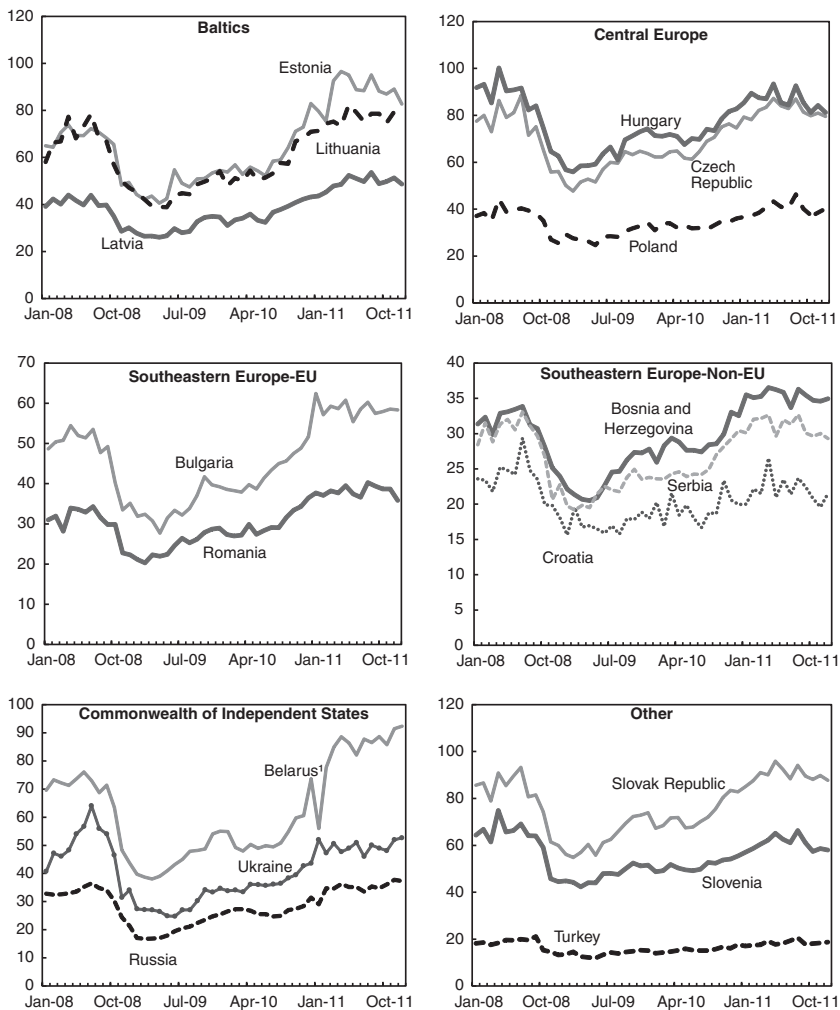 Baltics
120
100
80
60
40
20
0
Estonia
Lithuania
Latvia
Jan-08 Oct-08 Jul-09 Apr-10 Jan-11 Oct-11
Central Europe
120
100
80
60
40
20
0
Hungary
Czech
Republic
Poland
Jan-08 Oct-08 Jul-09 Apr-10 Jan-11 Oct-11
Southeastern Europe-EU
70
60
50
40
30
20
10
0
Bulgaria
Romania
Jan-08 Oct-08 Jul-09 Apr-10 Jan-11 Oct-11
Southeastern Europe-Non-EU
40
35
30
25
20
15
10
5
0
Bosnia and
Herzegovina
Serbia
Croatia
Jan-08 Oct-08 Jul-09 Apr-10 Jan-11 Oct-11
Commonwealth of Independent States
100
90
80
70
60
50
40
30
20
10
0
Belarus¹
Ukraine
Russia
Jan-08 Oct-08 Jul-09 Apr-10 Jan-11 Oct-11
Other
120
100
80
60
40
20
0
Slovak Republic
Slovenia
Turkey
Jan-08 Oct-08 Jul-09 Apr-10 Jan-11 Oct-11